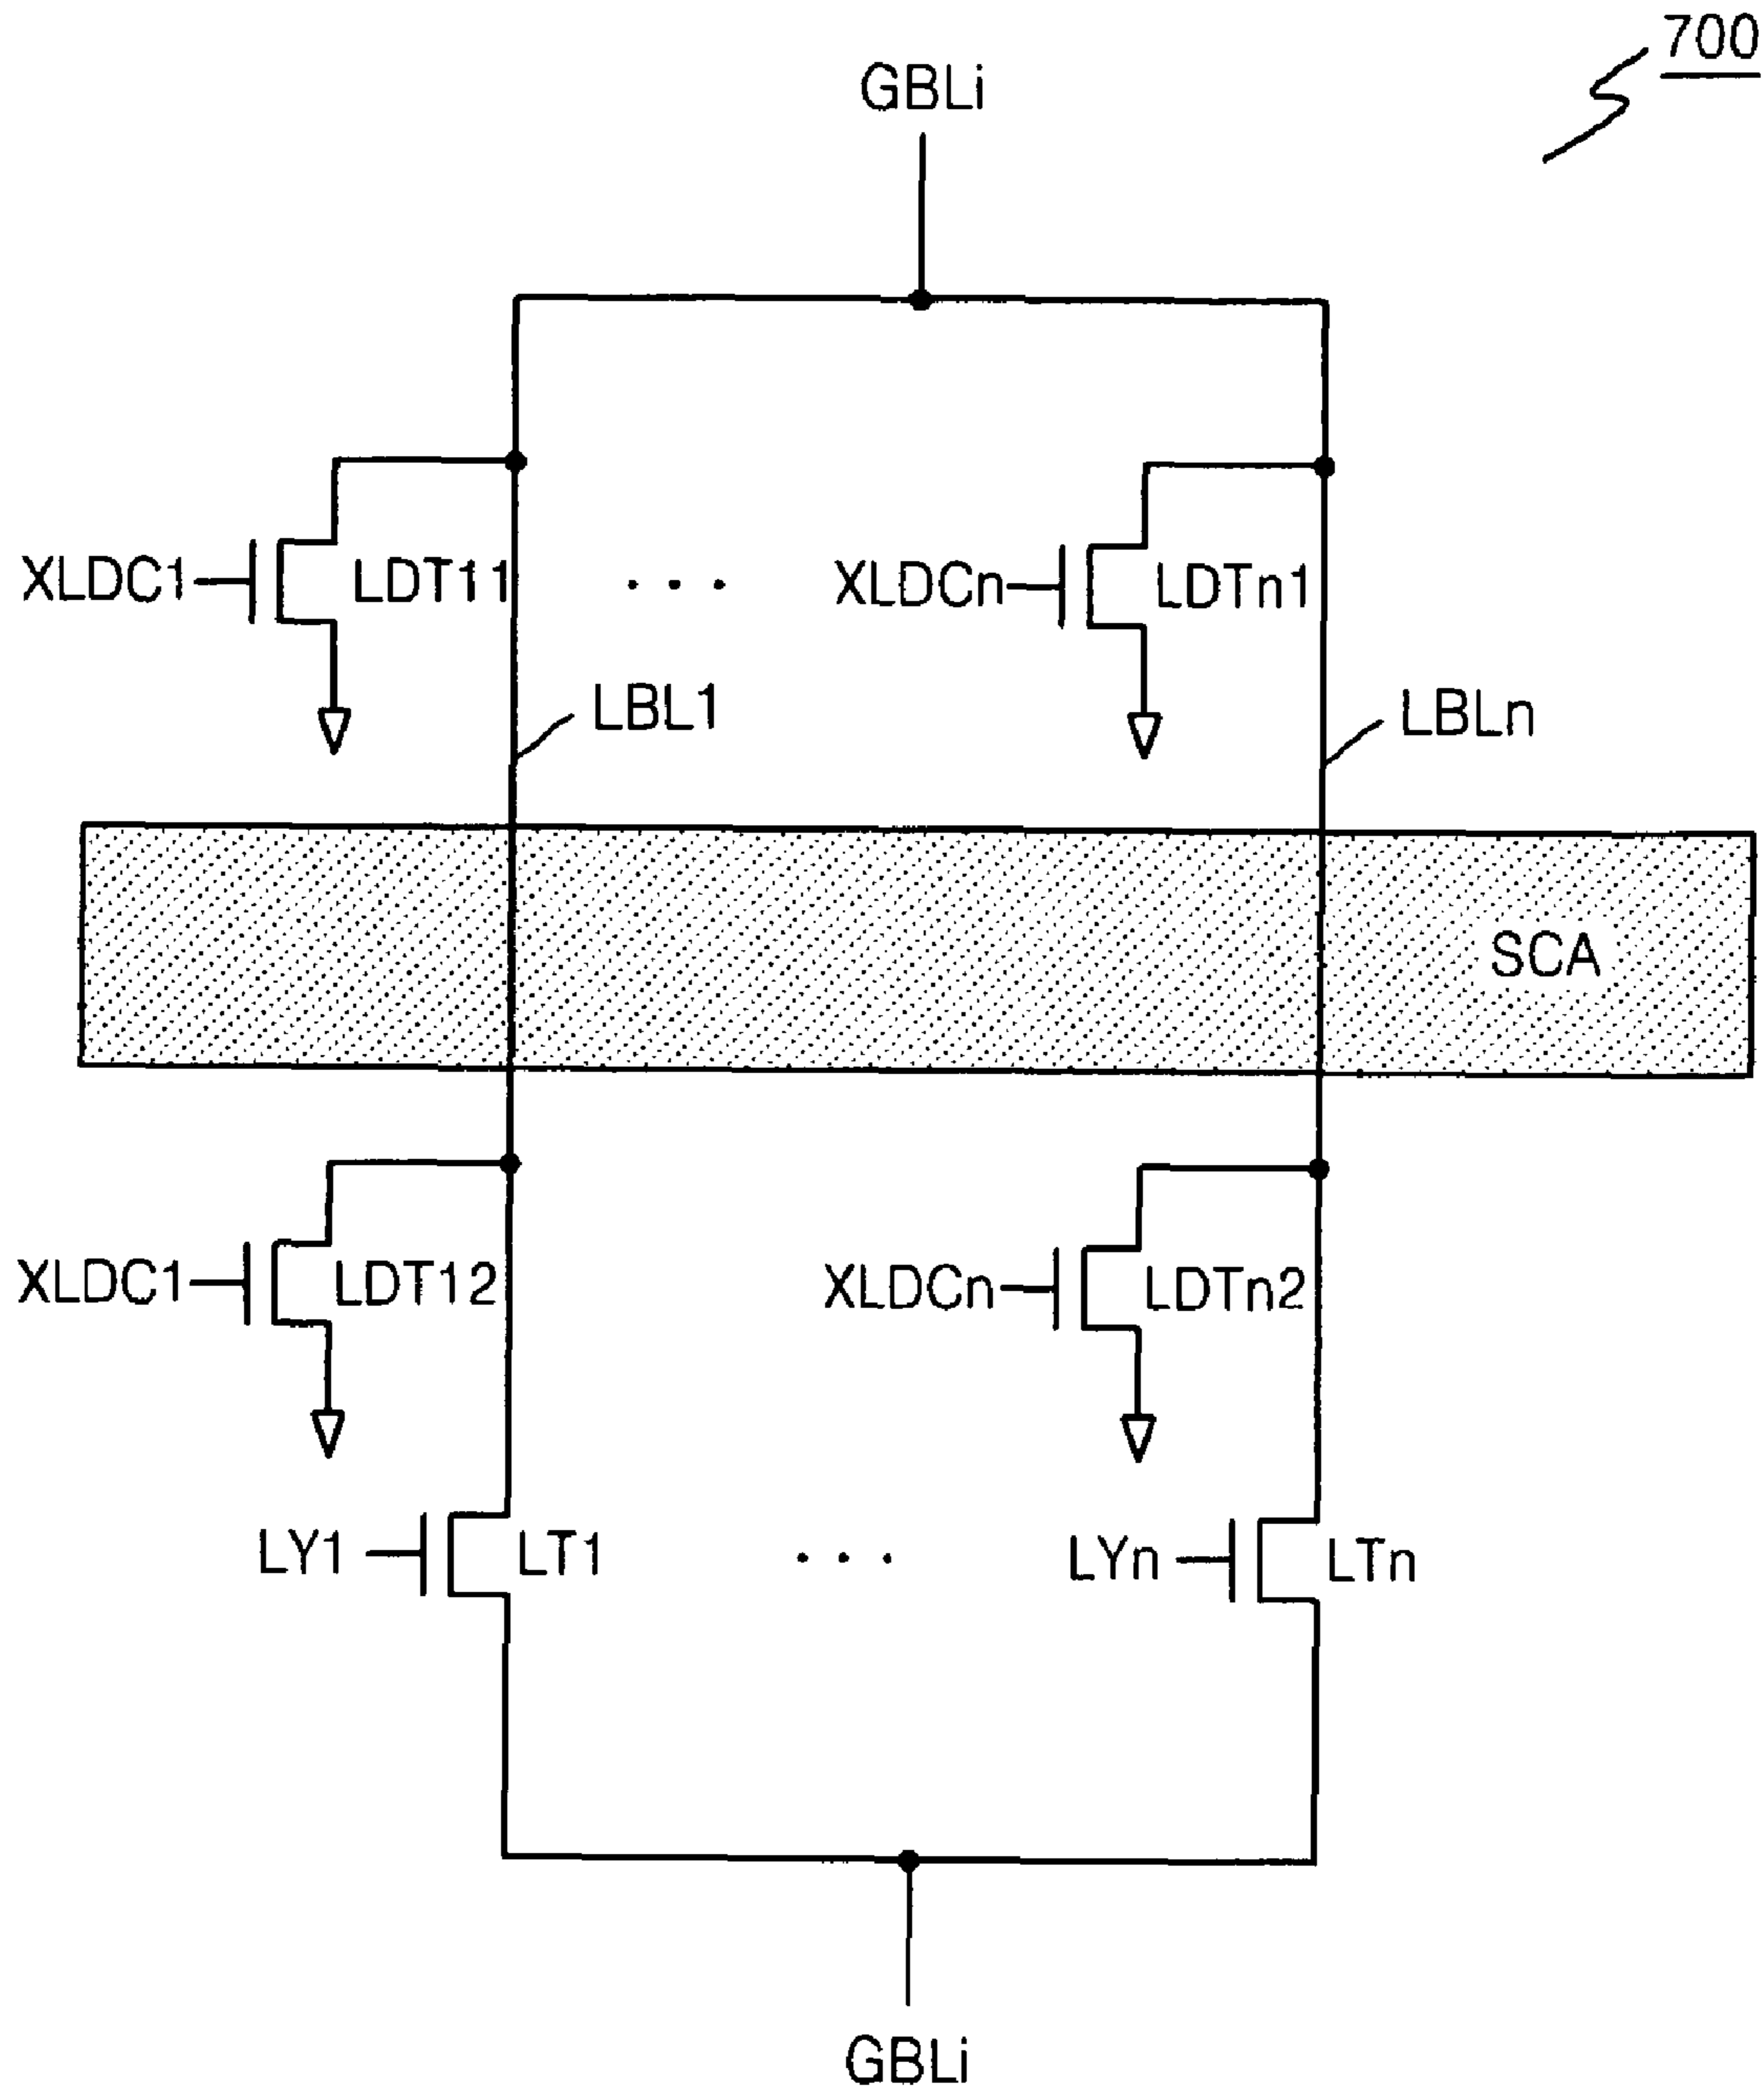 700
GBLi
XLDC1 LDT11 . . . XLDCn LDTn1
LBL1 LBLn
SCA
XLDC1 LDT12 XLDCn LDTn2
LY1 LT1 . . . LYn LTn
GBLi